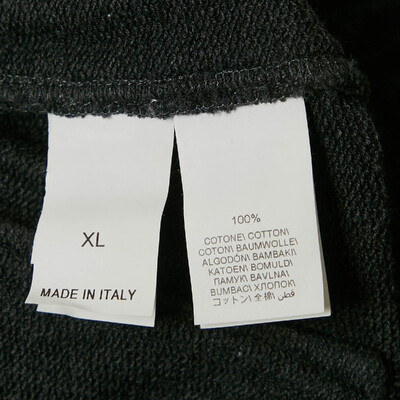 XL
MADE IN ITALY
100%
COTONE\ COTTON\
COTON\ BAUMWOLLE\
ALGODÓN\ BAMBAKI\
KATOEN\ BOMULD\
ПАМУК\ BAVLNA\
BUMBAC\ ХЛОПОК\
コットン\ 全棉\ قطن